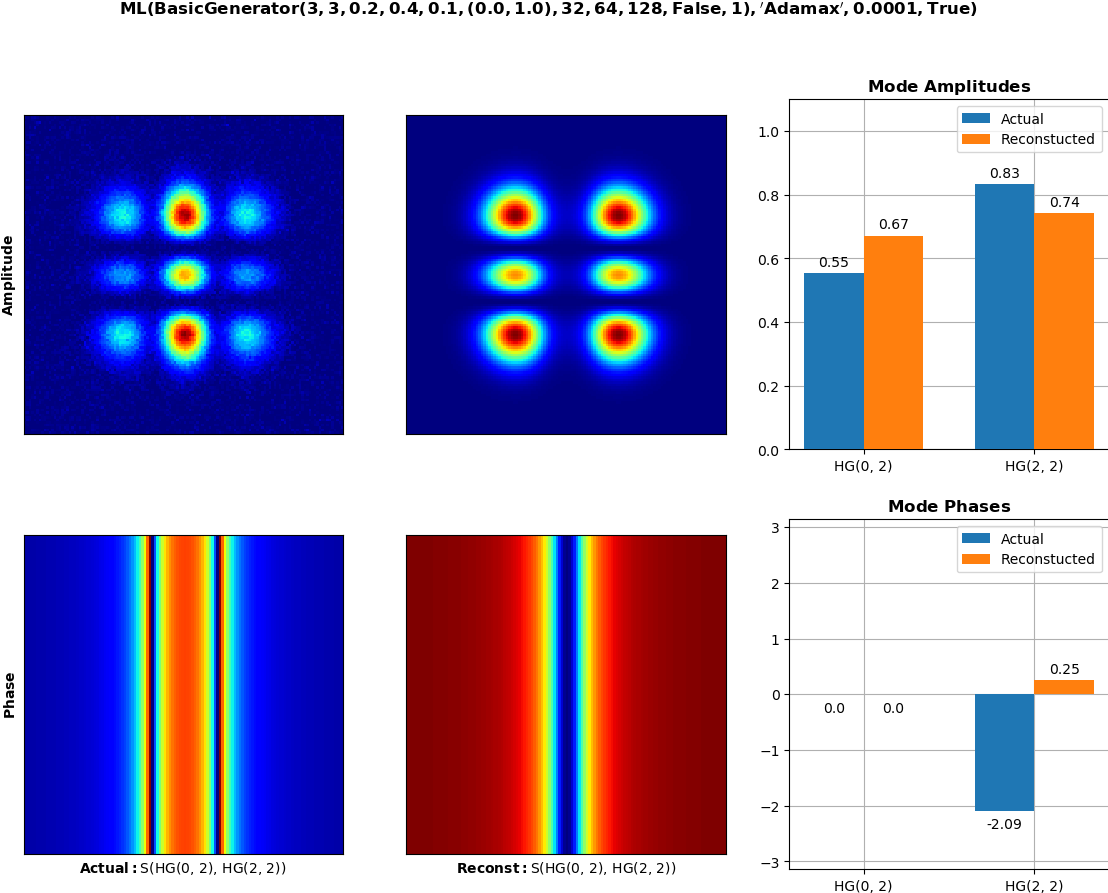 ML(BasicGenerator(3, 3, 0.2, 0.4, 0.1, (0.0, 1.0), 32, 64, 128, False, 1), ′Adamax′, 0.0001, True)
Mode Amplitudes
Actual
Reconstucted
1.0
0.8
0.6
0.4
0.2
0.0
0.55
0.67
0.83
0.74
HG(0, 2)
HG(2, 2)
Amplitude
Mode Phases
Actual
Reconstucted
3
2
1
0
−1
−2
−3
0.0
0.0
-2.09
0.25
HG(0, 2)
HG(2, 2)
Phase
Actual: S(HG(0, 2), HG(2, 2))
Reconst: S(HG(0, 2), HG(2, 2))